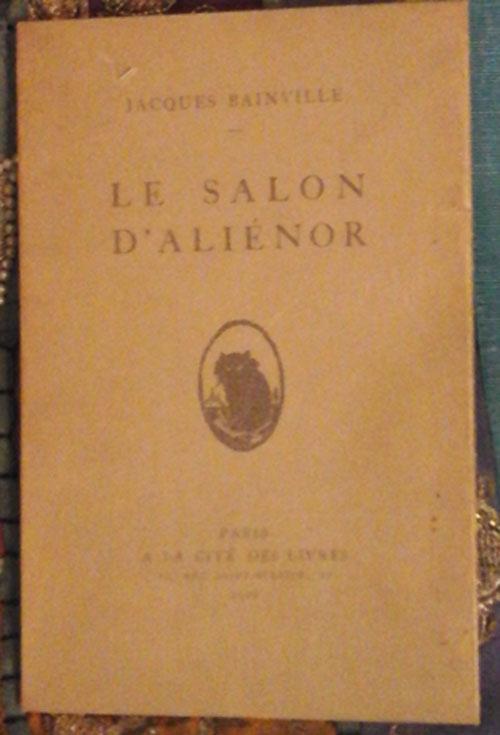 JACQUES BAINVILLE
LE SALON
D'ALIÉNOR
PARIS
A LA CITÉ DES LIVRES